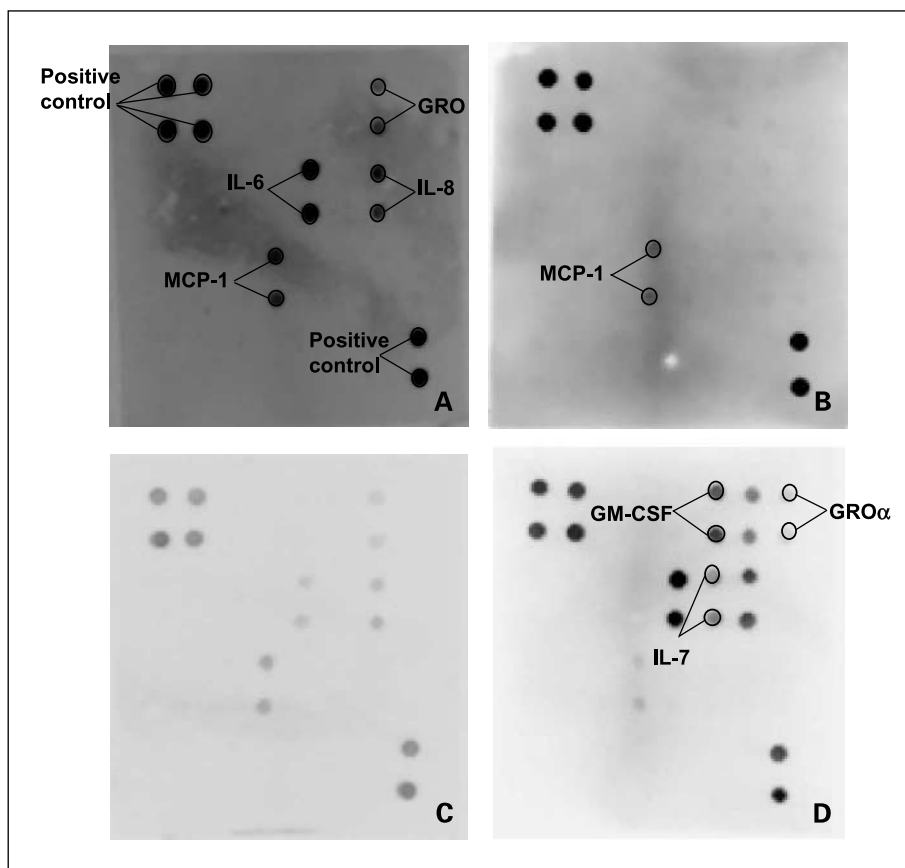 Positive
control
GRO
IL-6
IL-8
MCP-1
Positive
control
A
MCP-1
B
C
GM-CSF
GROα
IL-7
D